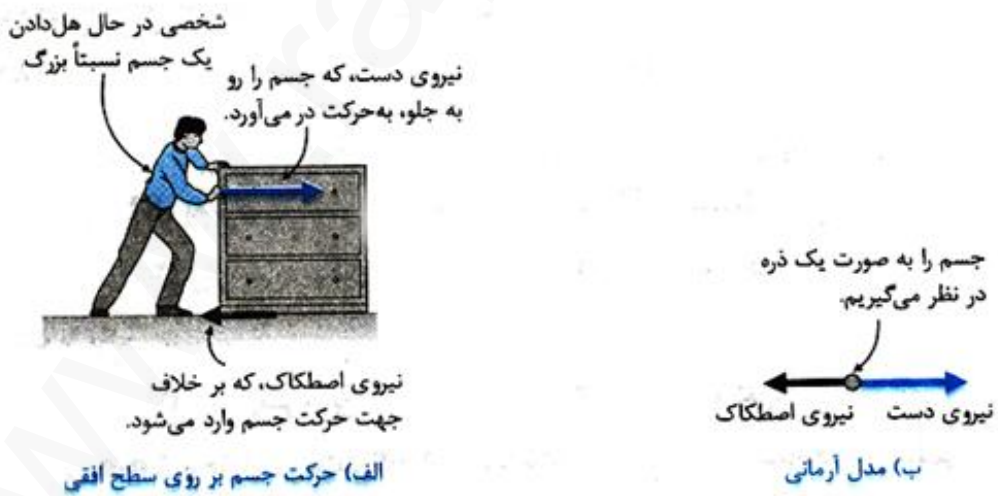 شخصی در حال هل‌دادن
یک جسم نسبتاً بزرگ
نیروی دست، که جسم را رو
به جلو، به‌حرکت در می‌آورد.
نیروی اصطکاک، که بر خلاف
جهت حرکت جسم وارد می‌شود.
الف) حرکت جسم بر روی سطح افقی
جسم را به صورت یک ذره
در نظر می‌گیریم.
نیروی دست
نیروی اصطکاک
ب) مدل آرمانی